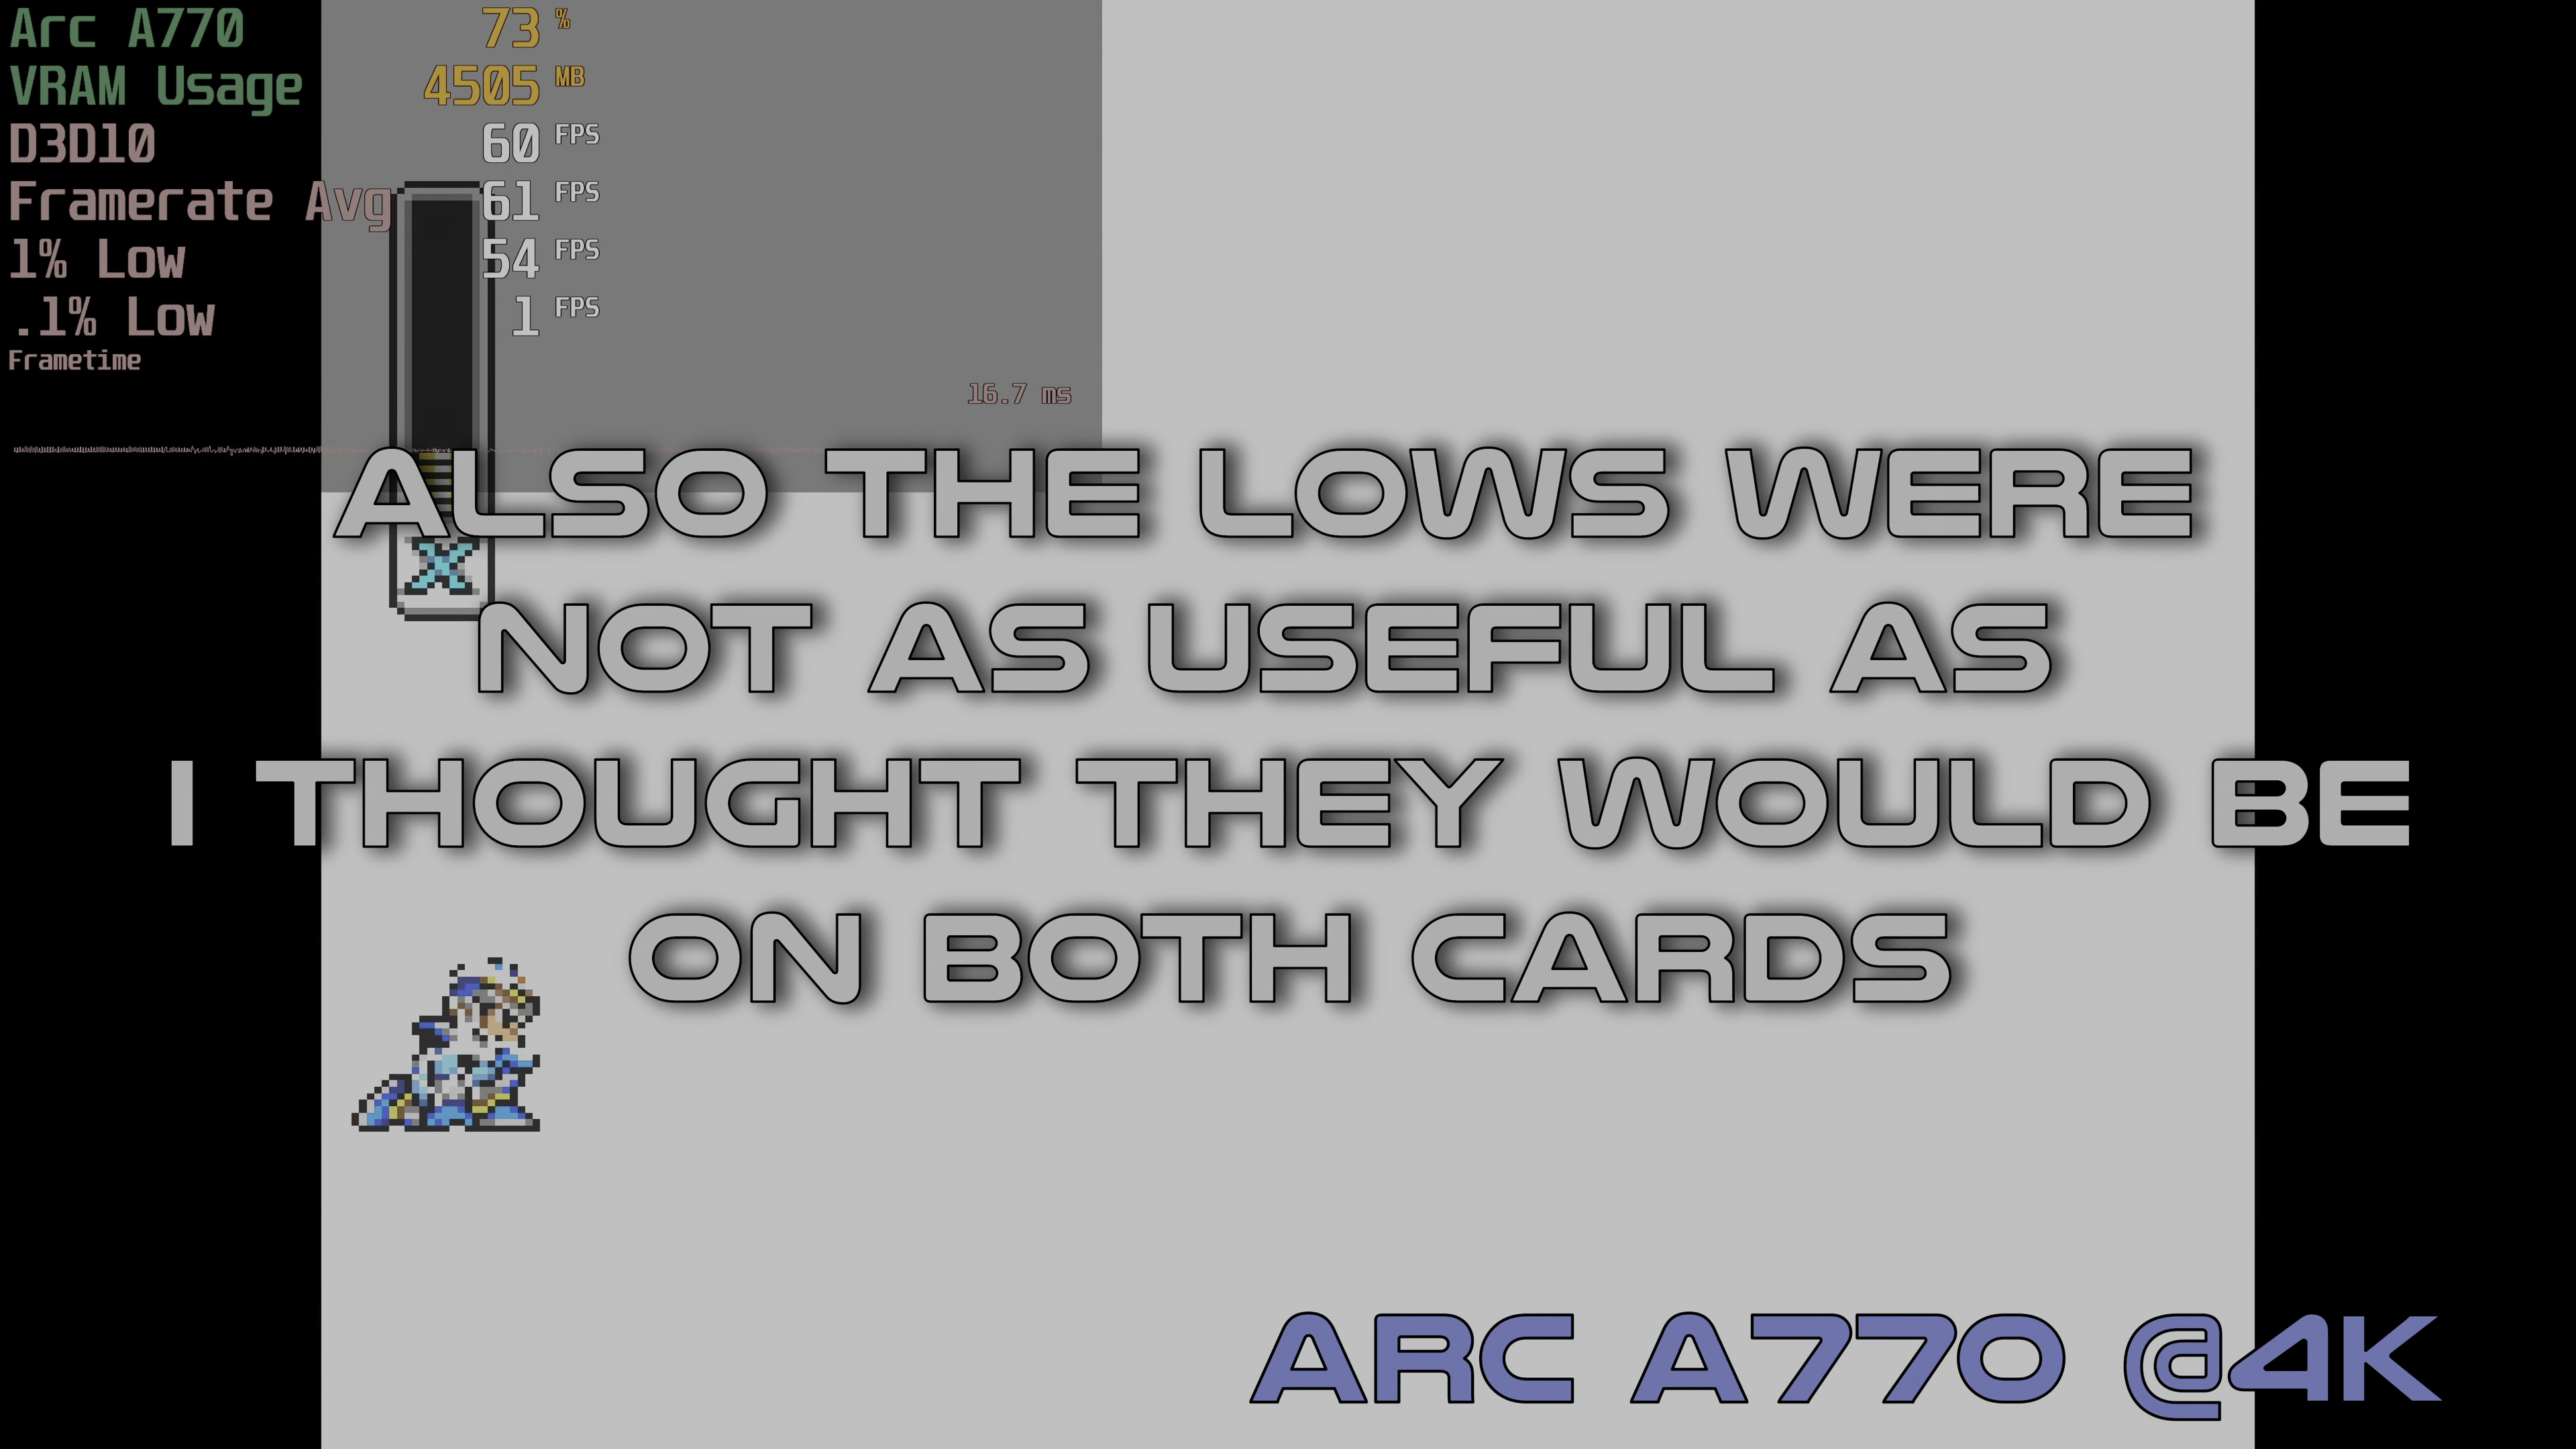 Arc A770 73 %
VRAM Usage 4505 MB
D3D10 60 FPS
Framerate Avg 61 FPS
1% Low 54 FPS
.1% Low 1 FPS
Frametime
16.7 ms
ALSO THE LOWS WERE
NOT AS USEFUL AS
I THOUGHT THEY WOULD BE
ON BOTH CARDS
X
ARC A770 @4K